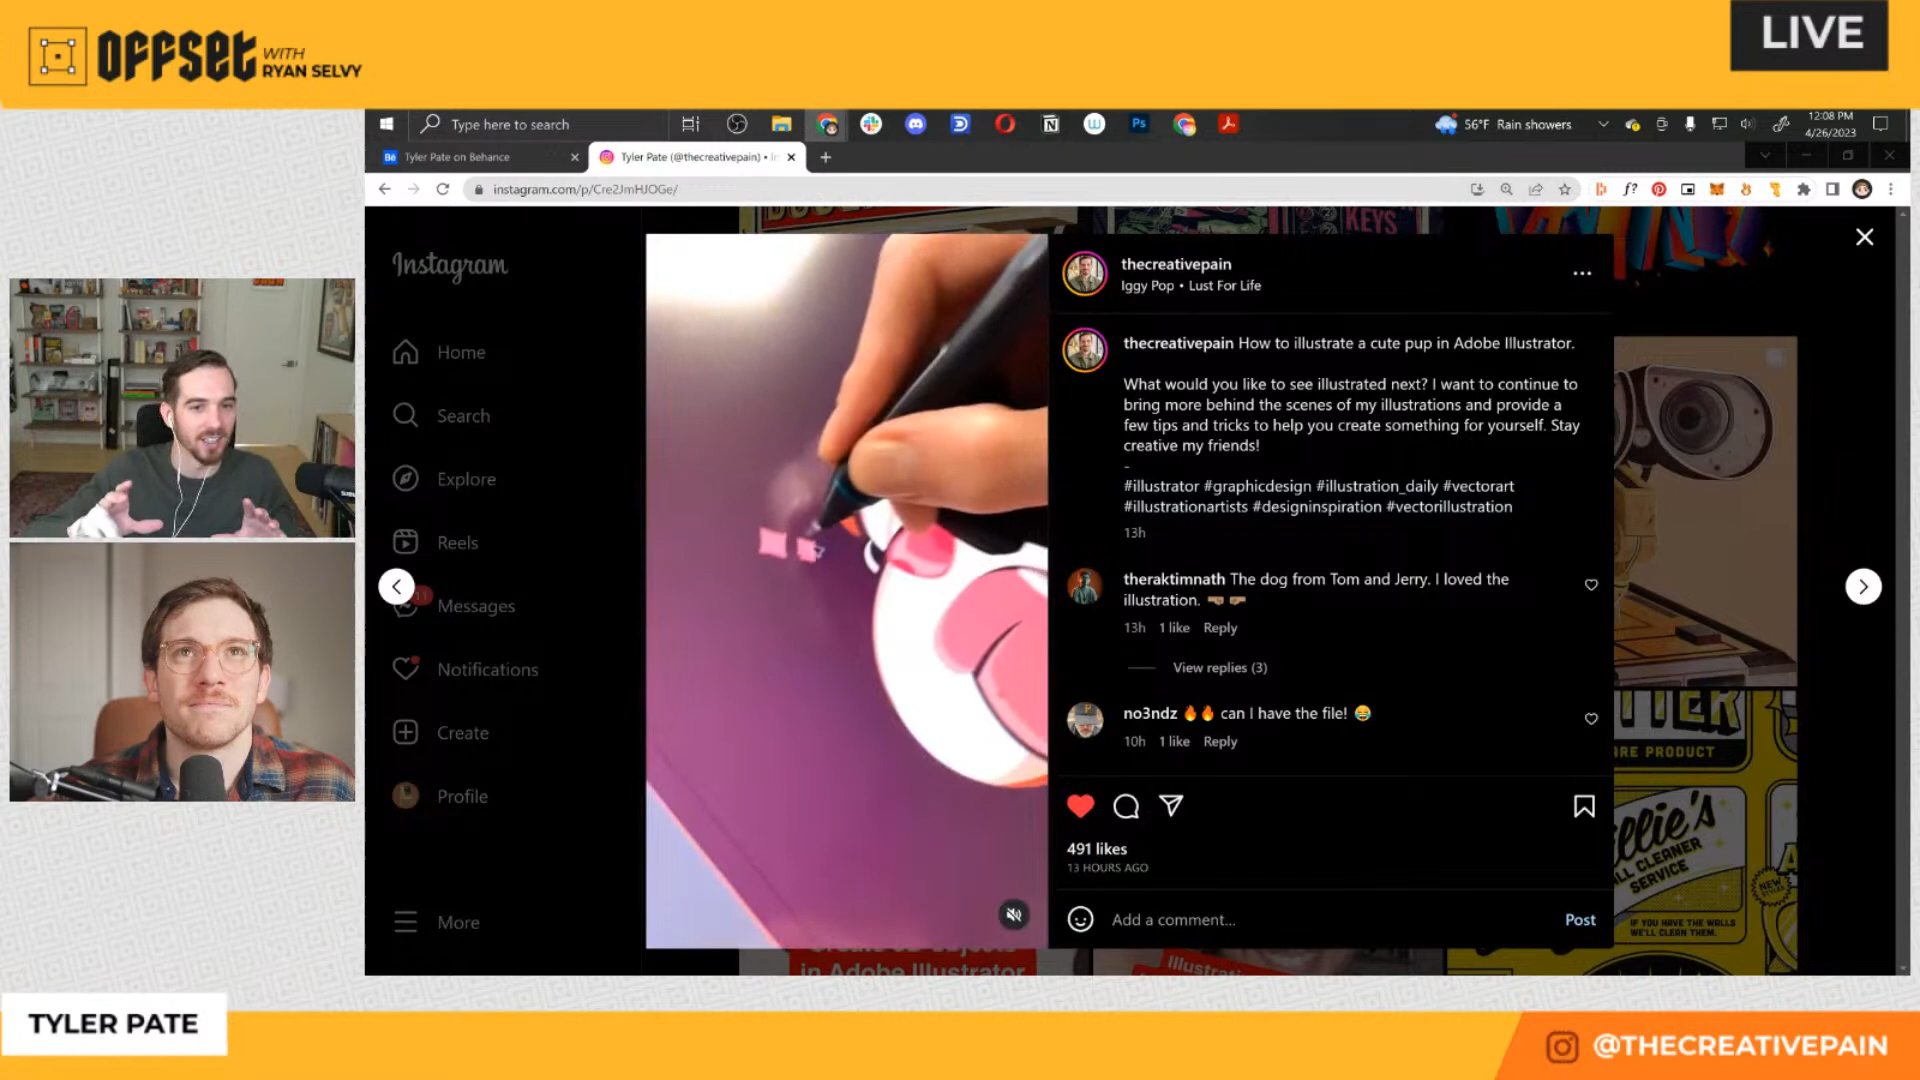 OFFSET WITH
RYAN SELVY
LIVE
Type here to search
Ps
56°F Rain showers
12:08 PM
4/26/2023
Bē Tyler Pate on Behance
Tyler Pate (@thecreativepain) • In
instagram.com/p/Cre2JmHJOGe/
f?
KEYS
Instagram
Home
Search
Explore
Reels
11
Messages
Notifications
Create
Profile
More
thecreativepain
Iggy Pop • Lust For Life
thecreativepain How to illustrate a cute pup in Adobe Illustrator.
What would you like to see illustrated next? I want to continue to
bring more behind the scenes of my illustrations and provide a
few tips and tricks to help you create something for yourself. Stay
creative my friends!
-
#illustrator #graphicdesign #illustration_daily #vectorart
#illustrationartists #designinspiration #vectorillustration
13h
theraktimnath The dog from Tom and Jerry. I loved the
illustration. 🤜🏽 🤛🏽
13h 1 like Reply
View replies (3)
no3ndz 🔥🔥 can I have the file! 😂
10h 1 like Reply
491 likes
13 HOURS AGO
Add a comment...
Post
ARE PRODUCT
CLEANER
SERVICE
NEW
IF YOU HAVE THE WALLS
WE'LL CLEAN THEM.
in Adobe Illustrator
TYLER PATE
@THECREATIVEPAIN